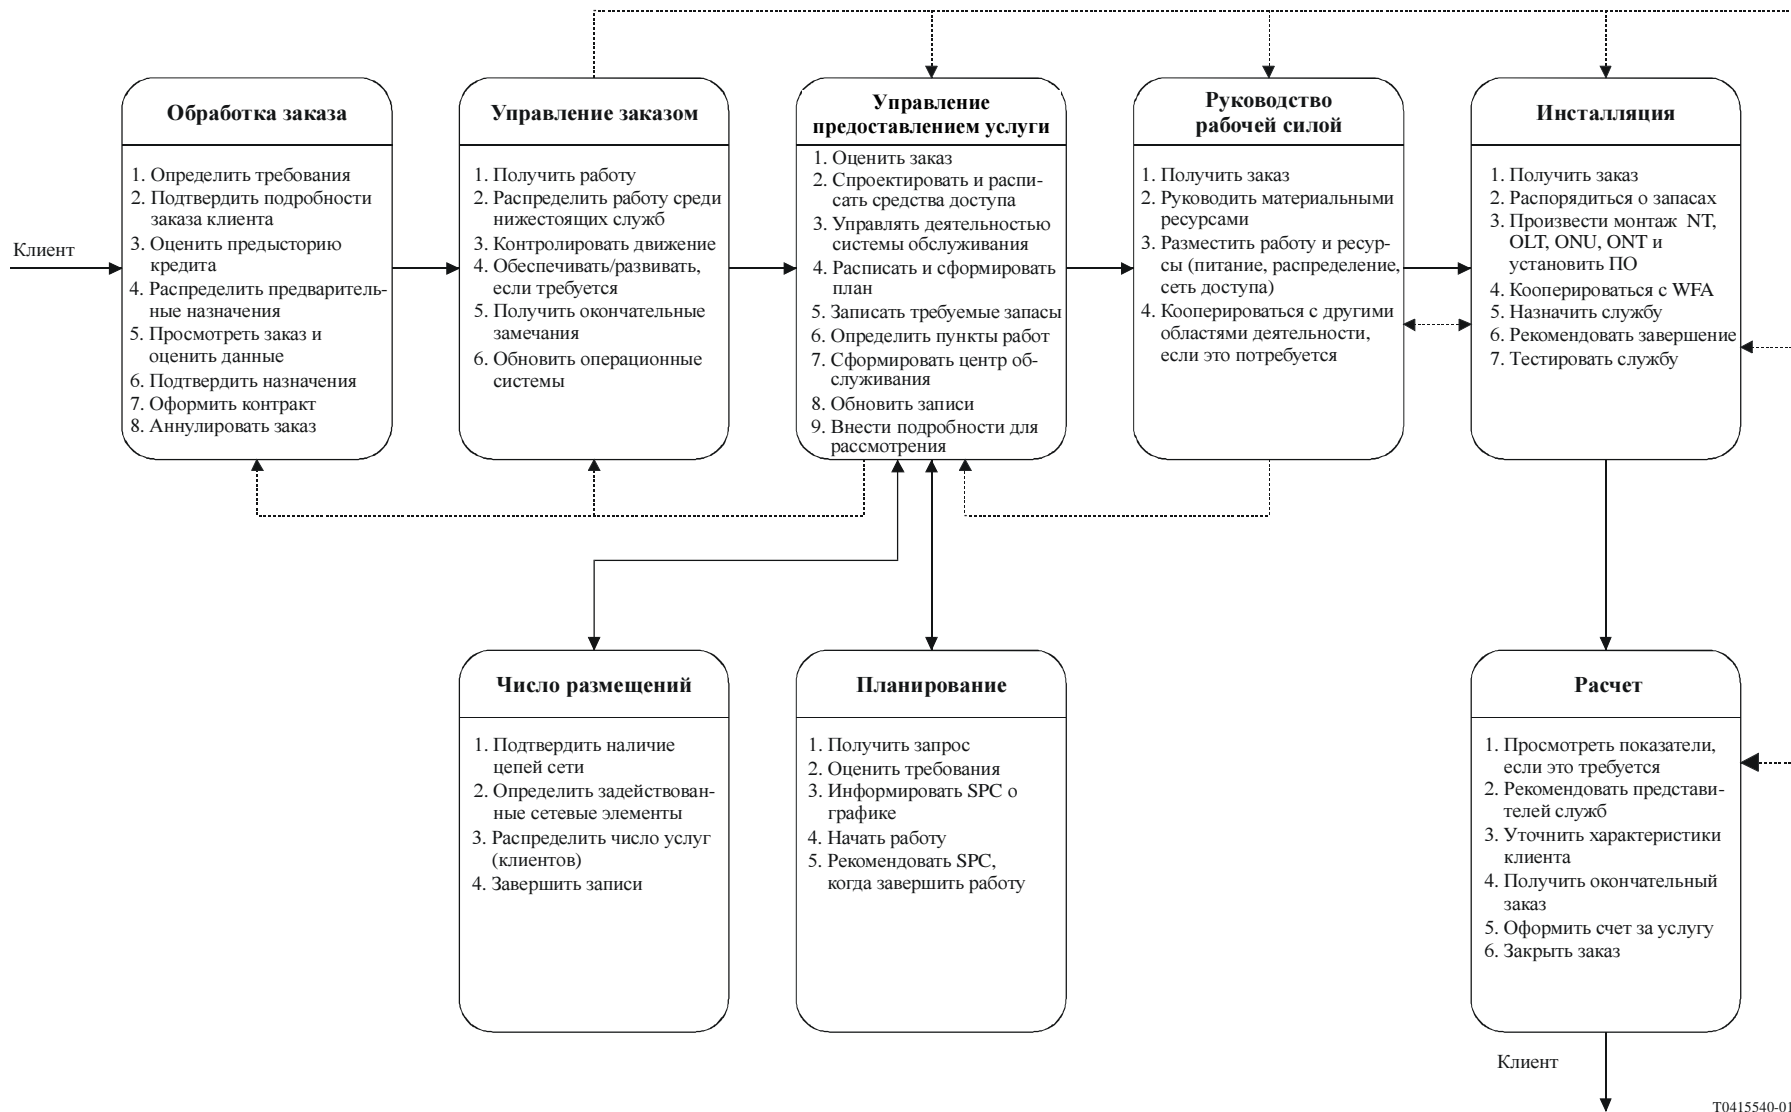 Клиент
Обработка заказа
1. Определить требования
2. Подтвердить подробности
заказа клиента
3. Оценить предысторию
кредита
4. Распределить предваритель-
ные назначения
5. Просмотреть заказ и
оценить данные
6. Подтвердить назначения
7. Оформить контракт
8. Аннулировать заказ
Управление заказом
1. Получить работу
2. Распределить работу среди
нижестоящих служб
3. Контролировать движение
4. Обеспечивать/развивать,
если требуется
5. Получить окончательные
замечания
6. Обновить операционные
системы
Управление
предоставлением услуги
1. Оценить заказ
2. Спроектировать и распи-
сать средства доступа
3. Управлять деятельностью
системы обслуживания
4. Расписать и сформировать
план
5. Записать требуемые запасы
6. Определить пункты работ
7. Сформировать центр об-
служивания
8. Обновить записи
9. Внести подробности для
рассмотрения
Руководство
рабочей силой
1. Получить заказ
2. Руководить материальными
ресурсами
3. Разместить работу и ресур-
сы (питание, распределение,
сеть доступа)
4. Кооперироваться с другими
областями деятельности,
если это потребуется
Инсталляция
1. Получить заказ
2. Распорядиться о запасах
3. Произвести монтаж NT,
OLT, ONU, ONT и
установить ПО
4. Кооперироваться с WFA
5. Назначить службу
6. Рекомендовать завершение
7. Тестировать службу
Число размещений
1. Подтвердить наличие
цепей сети
2. Определить задействован-
ные сетевые элементы
3. Распределить число услуг
(клиентов)
4. Завершить записи
Планирование
1. Получить запрос
2. Оценить требования
3. Информировать SPC о
графике
4. Начать работу
5. Рекомендовать SPC,
когда завершить работу
Расчет
1. Просмотреть показатели,
если это требуется
2. Рекомендовать представи-
телей служб
3. Уточнить характеристики
клиента
4. Получить окончательный
заказ
5. Оформить счет за услугу
6. Закрыть заказ
Клиент
T0415540-01